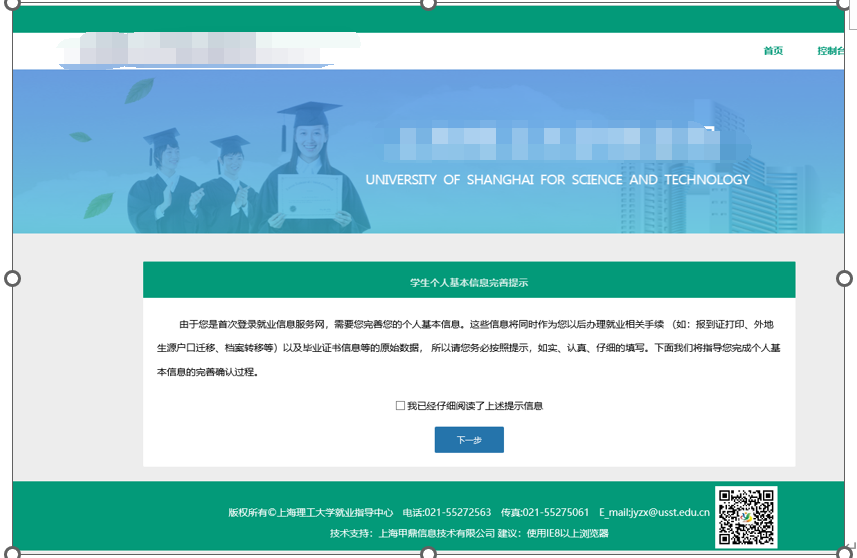 首页 控制台
UNIVERSITY OF SHANGHAI FOR SCIENCE AND TECHNOLOGY
学生个人基本信息完善提示
由于您是首次登录就业信息服务网，需要您完善您的个人基本信息。这些信息将同时作为您以后办理就业相关手续 （如：报到证打印、外地
生源户口迁移、档案转移等）以及毕业证书信息等的原始数据， 所以请您务必按照提示，如实、认真、仔细的填写。下面我们将指导您完成个人基
本信息的完善确认过程。
我已经仔细阅读了上述提示信息
下一步
版权所有©上海理工大学就业指导中心 电话:021-55272563 传真:021-55275061 E_mail:jyzx@usst.edu.cn
技术支持：上海甲鼎信息技术有限公司 建议：使用IE8以上浏览器